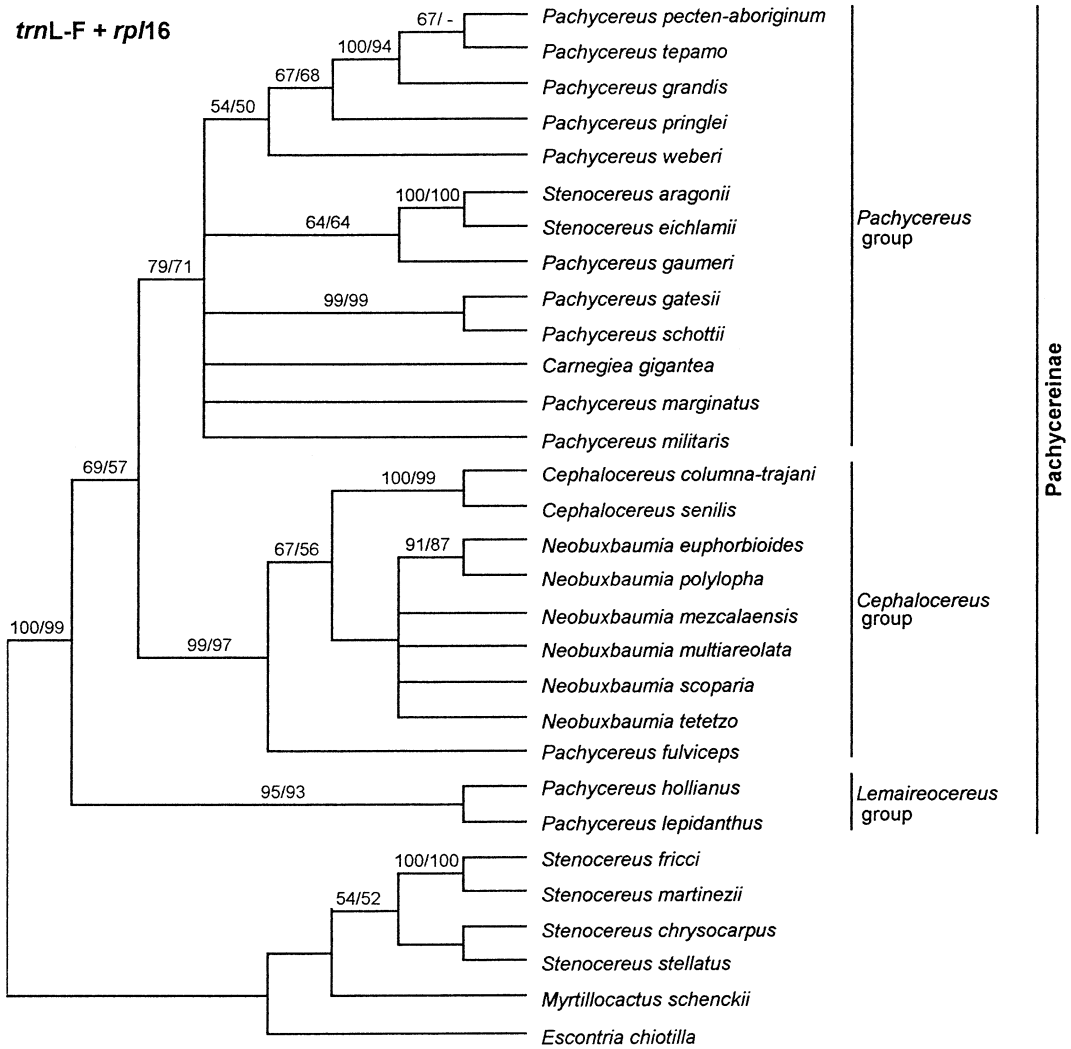 trnL-F + rpl16
67/ -
100/94
67/68
54/50
100/100
64/64
79/71
99/99
69/57
100/99
91/87
67/56
100/99
99/97
95/93
100/100
54/52
Pachycereus pecten-aboriginum
Pachycereus tepamo
Pachycereus grandis
Pachycereus pringlei
Pachycereus weberi
Stenocereus aragonii
Stenocereus eichlamii
Pachycereus gaumeri
Pachycereus gatesii
Pachycereus schottii
Carnegiea gigantea
Pachycereus marginatus
Pachycereus militaris
Cephalocereus columna-trajani
Cephalocereus senilis
Neobuxbaumia euphorbioides
Neobuxbaumia polylopha
Neobuxbaumia mezcalaensis
Neobuxbaumia multiareolata
Neobuxbaumia scoparia
Neobuxbaumia tetetzo
Pachycereus fulviceps
Pachycereus hollianus
Pachycereus lepidanthus
Stenocereus fricci
Stenocereus martinezii
Stenocereus chrysocarpus
Stenocereus stellatus
Myrtillocactus schenckii
Escontria chiotilla
Pachycereus
group
Cephalocereus
group
Lemaireocereus
group
Pachycereinae